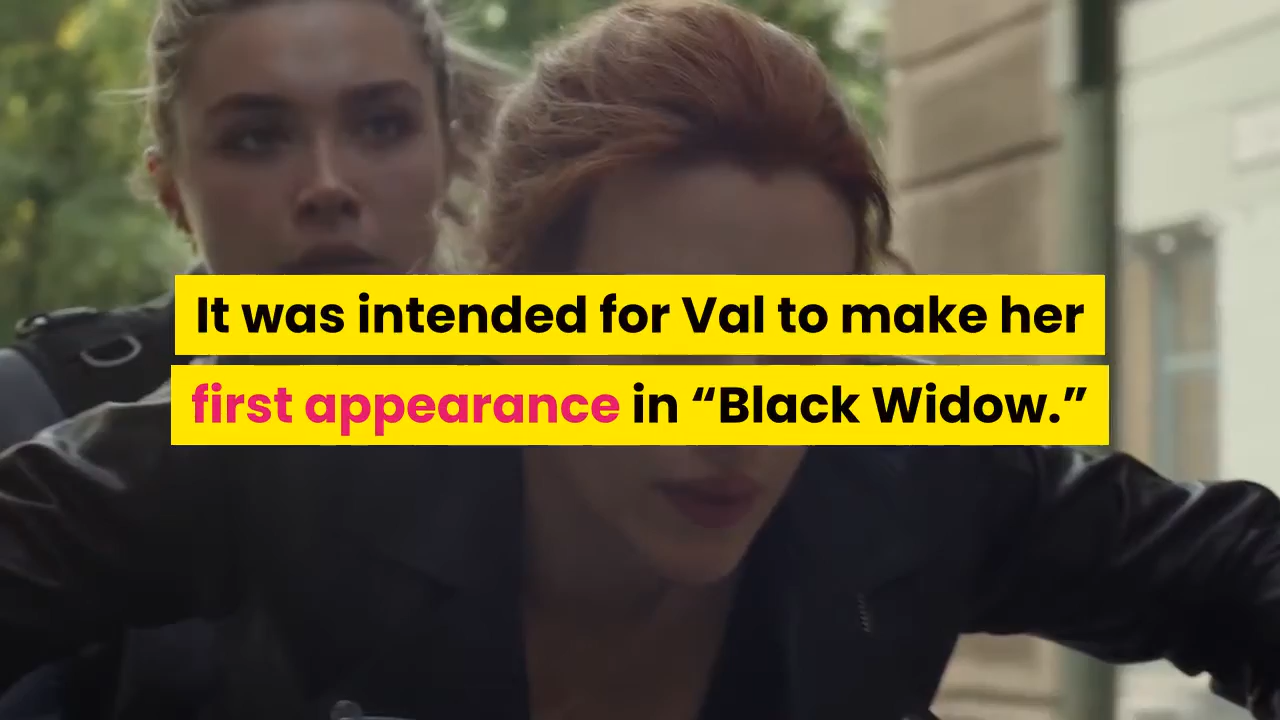 It was intended for Val to make her
first appearance in “Black Widow.”